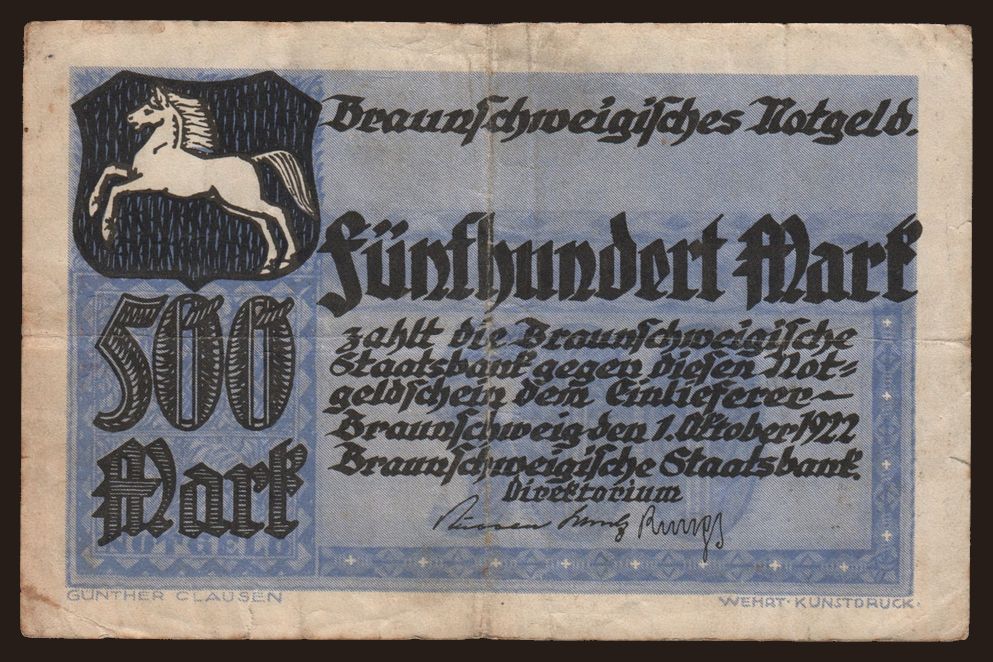 Braunschweigisches Notgeld.
Fünfhundert Mark
zahlt die Braunschweigische
Staatsbank gegen diesen Not=
geldschein dem Einlieferer
Braunschweig den 1. Oktober 1922
Braunschweigische Staatsbank.
Direktorium
500
Mark
NOTGELD
GÜNTHER CLAUSEN
WEHRT·KUNSTDRUCK·